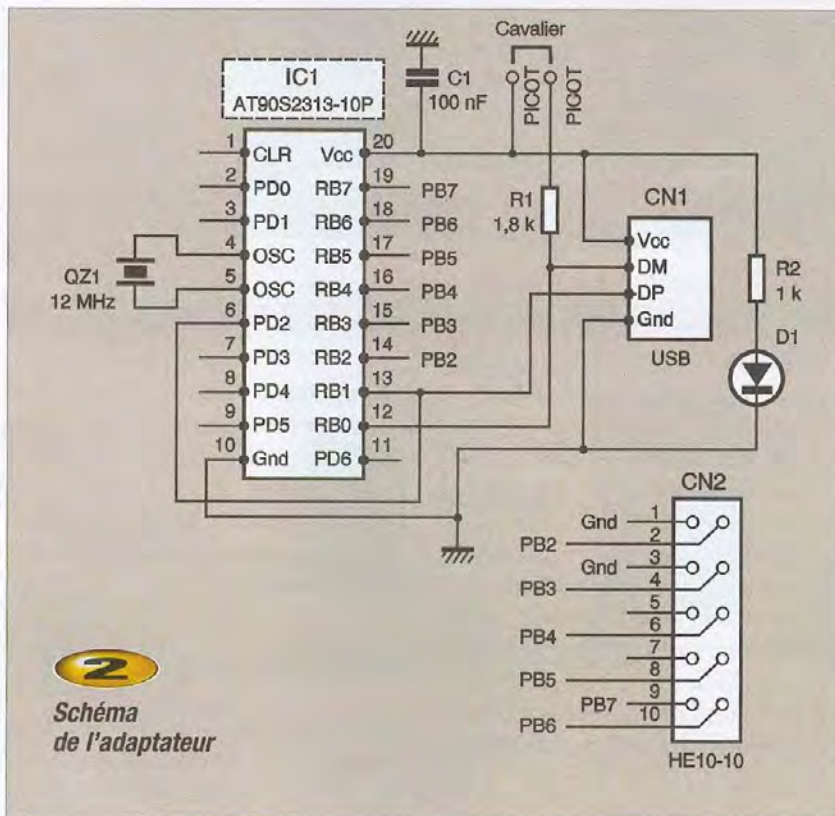 Cavalier
PICOT
PICOT
C1
100 nF
IC1
AT90S2313-10P
1 CLR Vcc 20
2 PD0 RB7 19 PB7
3 PD1 RB6 18 PB6
4 OSC RB5 17 PB5
5 OSC RB4 16 PB4
6 PD2 RB3 15 PB3
7 PD3 RB2 14 PB2
8 PD4 RB1 13
9 PD5 RB0 12
10 Gnd PD6 11
QZ1
12 MHz
R1
1,8 k
CN1
Vcc
DM
DP
Gnd
USB
R2
1 k
D1
CN2
Gnd 1
PB2 2
Gnd 3
PB3 4
5
PB4 6
7
PB5 8
PB7 9
PB6 10
HE10-10
2
Schéma
de l'adaptateur